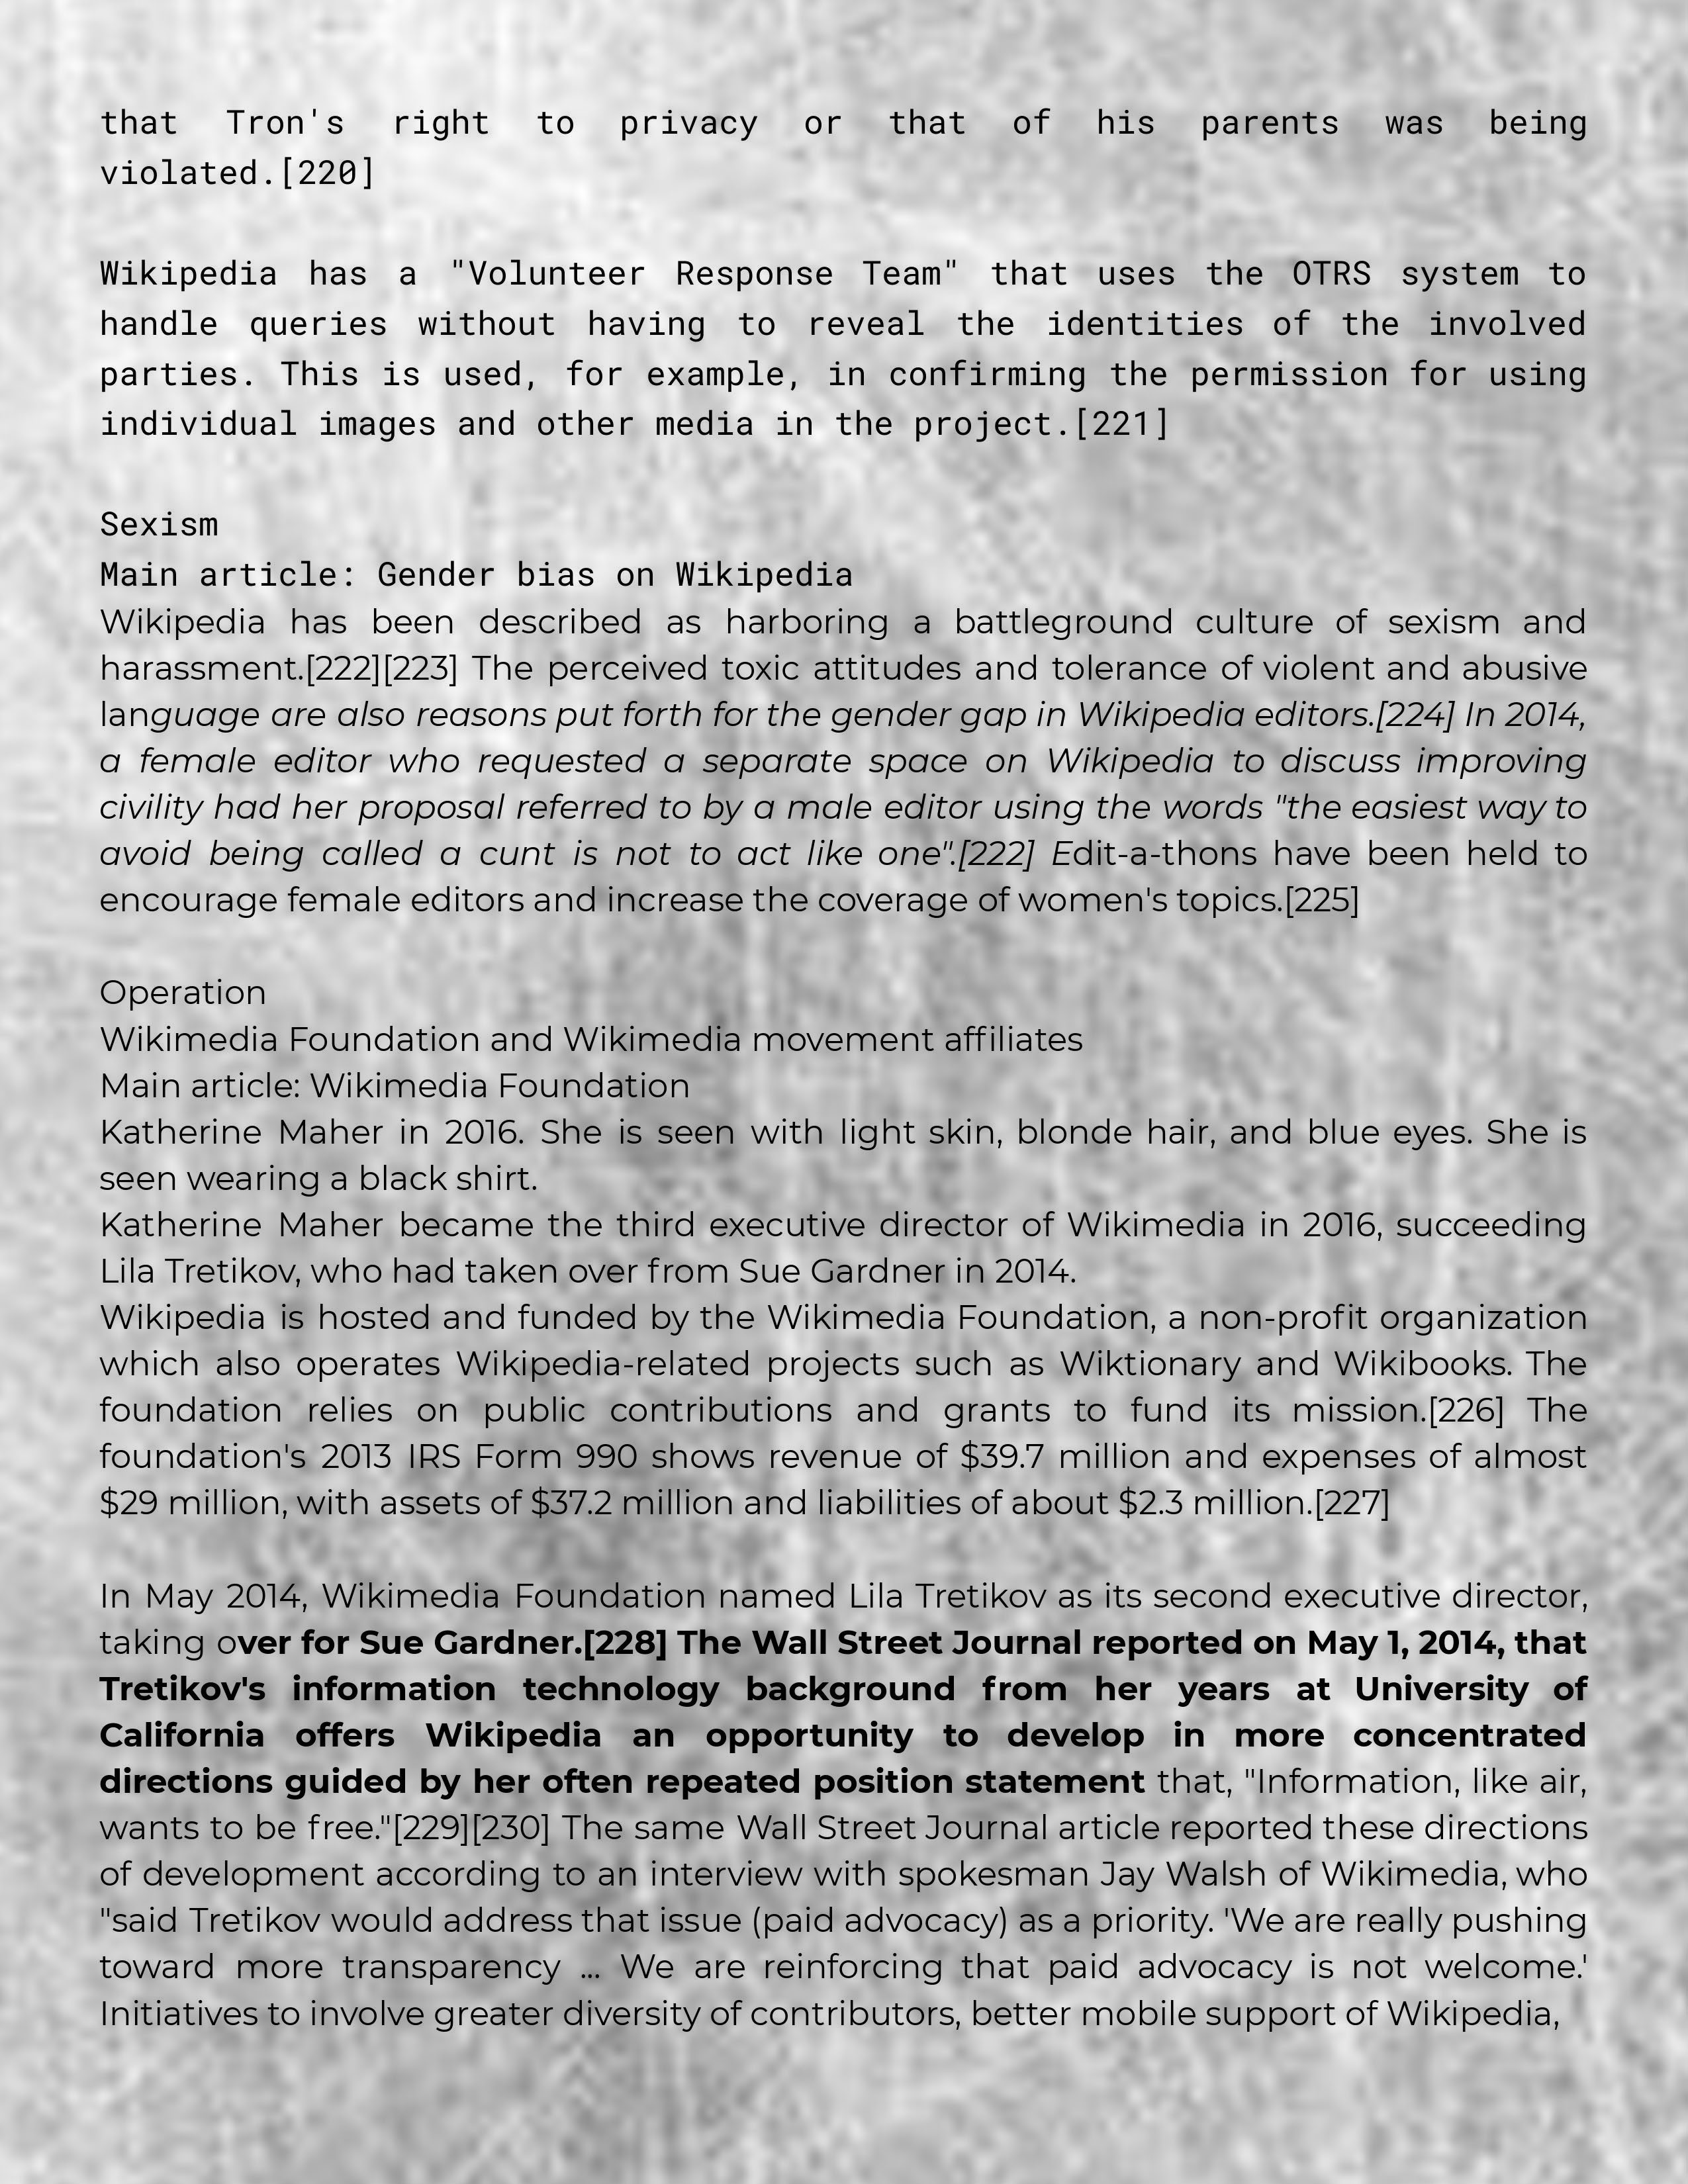 that Tron's right to privacy or that of his parents was being
violated.[220]
Wikipedia has a "Volunteer Response Team" that uses the OTRS system to
handle queries without having to reveal the identities of the involved
parties. This is used, for example, in confirming the permission for using
individual images and other media in the project.[221]
Sexism
Main article: Gender bias on Wikipedia
Wikipedia has been described as harboring a battleground culture of sexism and
harassment.[222][223] The perceived toxic attitudes and tolerance of violent and abusive
language are also reasons put forth for the gender gap in Wikipedia editors.[224] In 2014,
a female editor who requested a separate space on Wikipedia to discuss improving
civility had her proposal referred to by a male editor using the words "the easiest way to
avoid being called a cunt is not to act like one".[222] Edit-a-thons have been held to
encourage female editors and increase the coverage of women's topics.[225]
Operation
Wikimedia Foundation and Wikimedia movement affiliates
Main article: Wikimedia Foundation
Katherine Maher in 2016. She is seen with light skin, blonde hair, and blue eyes. She is
seen wearing a black shirt.
Katherine Maher became the third executive director of Wikimedia in 2016, succeeding
Lila Tretikov, who had taken over from Sue Gardner in 2014.
Wikipedia is hosted and funded by the Wikimedia Foundation, a non-profit organization
which also operates Wikipedia-related projects such as Wiktionary and Wikibooks. The
foundation relies on public contributions and grants to fund its mission.[226] The
foundation's 2013 IRS Form 990 shows revenue of $39.7 million and expenses of almost
$29 million, with assets of $37.2 million and liabilities of about $2.3 million.[227]
In May 2014, Wikimedia Foundation named Lila Tretikov as its second executive director,
taking over for Sue Gardner.[228] The Wall Street Journal reported on May 1, 2014, that
Tretikov's information technology background from her years at University of
California offers Wikipedia an opportunity to develop in more concentrated
directions guided by her often repeated position statement that, "Information, like air,
wants to be free."[229][230] The same Wall Street Journal article reported these directions
of development according to an interview with spokesman Jay Walsh of Wikimedia, who
"said Tretikov would address that issue (paid advocacy) as a priority. 'We are really pushing
toward more transparency ... We are reinforcing that paid advocacy is not welcome.'
Initiatives to involve greater diversity of contributors, better mobile support of Wikipedia,